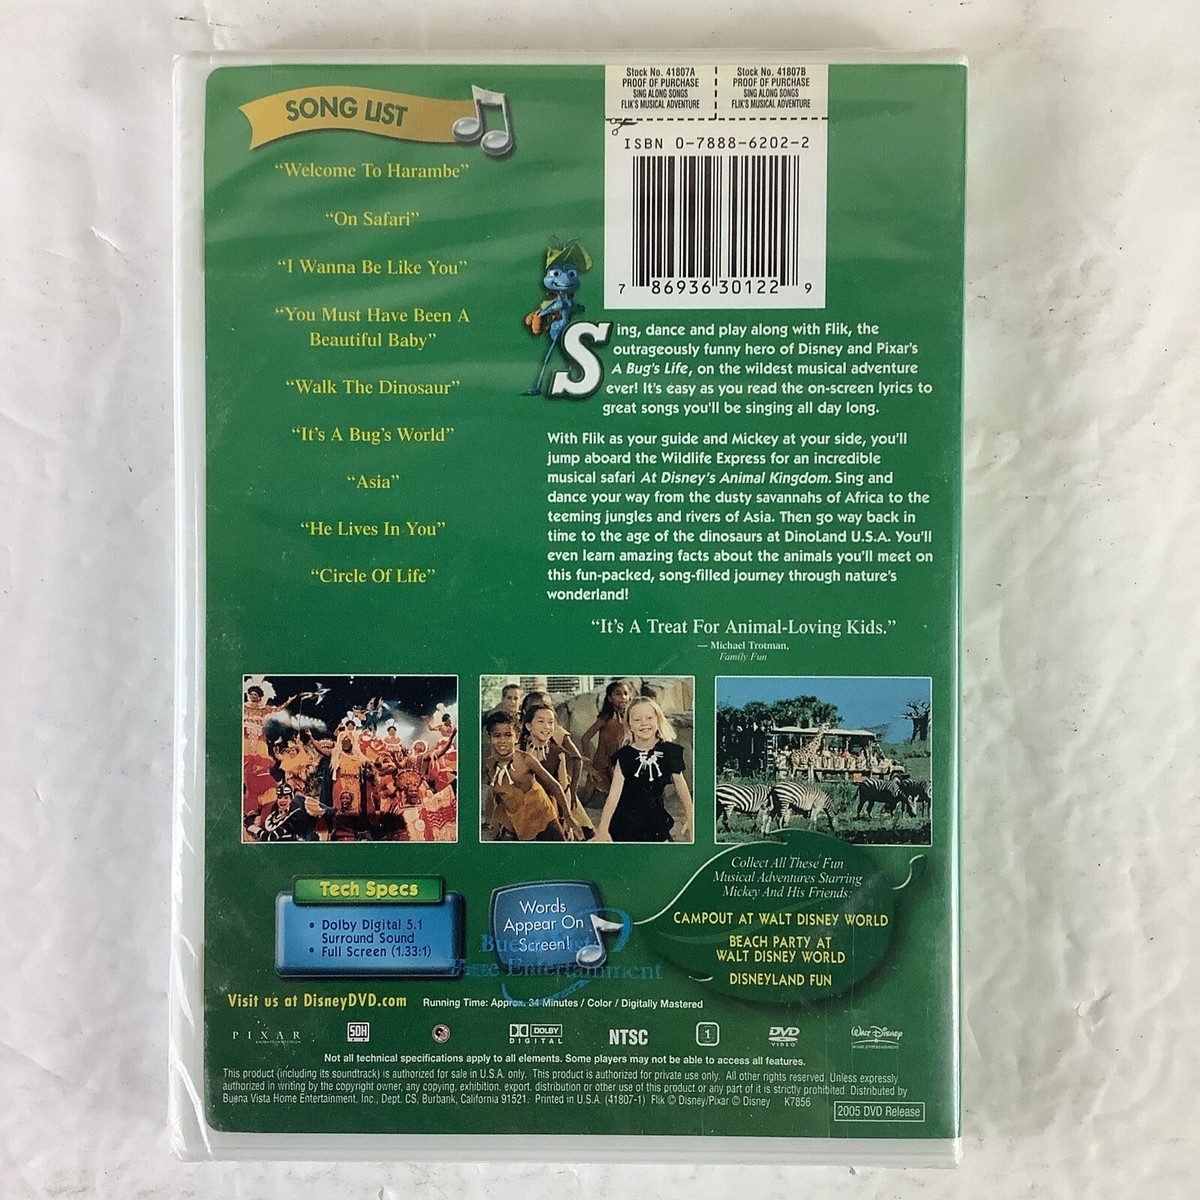 SONG LIST
“Welcome To Harambe”
“On Safari”
“I Wanna Be Like You”
“You Must Have Been A
Beautiful Baby”
“Walk The Dinosaur”
“It's A Bug's World”
“Asia”
“He Lives In You”
“Circle Of Life”
Stock No. 41807A
PROOF OF PURCHASE
SING ALONG SONGS
FLIK'S MUSICAL ADVENTURE
Stock No. 41807B
PROOF OF PURCHASE
SING ALONG SONGS
FLIK'S MUSICAL ADVENTURE
ISBN 0-7888-6202-2
7 86936 30122 9
Sing, dance and play along with Flik, the
outrageously funny hero of Disney and Pixar's
A Bug's Life, on the wildest musical adventure
ever! It's easy as you read the on-screen lyrics to
great songs you'll be singing all day long.
With Flik as your guide and Mickey at your side, you'll
jump aboard the Wildlife Express for an incredible
musical safari At Disney's Animal Kingdom. Sing and
dance your way from the dusty savannahs of Africa to the
teeming jungles and rivers of Asia. Then go way back in
time to the age of the dinosaurs at DinoLand U.S.A. You'll
even learn amazing facts about the animals you'll meet on
this fun-packed, song-filled journey through nature's
wonderland!
“It's A Treat For Animal-Loving Kids.”
— Michael Trotman,
Family Fun
Tech Specs
• Dolby Digital 5.1
Surround Sound
• Full Screen (1.33:1)
Words
Appear On
Screen!
Buena Vista
Home Entertainment
Collect All These Fun
Musical Adventures Starring
Mickey And His Friends:
CAMPOUT AT WALT DISNEY WORLD
BEACH PARTY AT
WALT DISNEY WORLD
DISNEYLAND FUN
Visit us at DisneyDVD.com
Running Time: Approx. 34 Minutes / Color / Digitally Mastered
PIXAR
SDH
DOLBY
DIGITAL
NTSC
1
DVD
VIDEO
Walt Disney
HOME ENTERTAINMENT
Not all technical specifications apply to all elements. Some players may not be able to access all features.
This product (including its soundtrack) is authorized for sale in U.S.A. only. This product is authorized for private use only. All other rights reserved. Unless expressly
authorized in writing by the copyright owner, any copying, exhibition, export, distribution or other use of this product or any part of it is strictly prohibited. Distributed by
Buena Vista Home Entertainment, Inc., Dept. CS, Burbank, California 91521. Printed in U.S.A. (41807-1) Flik © Disney/Pixar © Disney K7856
2005 DVD Release